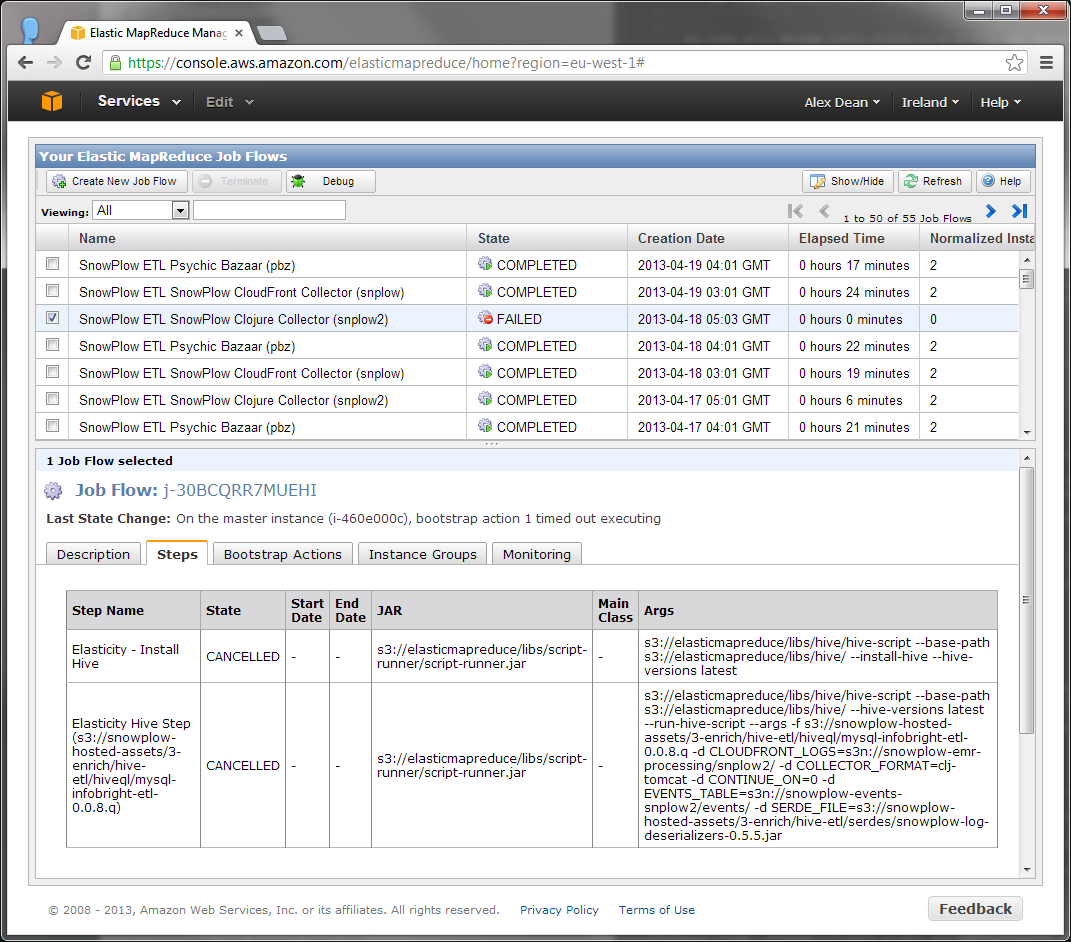 Elastic MapReduce Manag
https://console.aws.amazon.com/elasticmapreduce/home?region=eu-west-1#
Services Edit Alex Dean Ireland Help
Your Elastic MapReduce Job Flows
Create New Job Flow Terminate Debug Show/Hide Refresh Help
Viewing: All 1 to 50 of 55 Job Flows
Name State Creation Date Elapsed Time Normalized Insta
SnowPlow ETL Psychic Bazaar (pbz) COMPLETED 2013-04-19 04:01 GMT 0 hours 17 minutes 2
SnowPlow ETL SnowPlow CloudFront Collector (snplow) COMPLETED 2013-04-19 03:01 GMT 0 hours 24 minutes 2
SnowPlow ETL SnowPlow Clojure Collector (snplow2) FAILED 2013-04-18 05:03 GMT 0 hours 0 minutes 0
SnowPlow ETL Psychic Bazaar (pbz) COMPLETED 2013-04-18 04:01 GMT 0 hours 22 minutes 2
SnowPlow ETL SnowPlow CloudFront Collector (snplow) COMPLETED 2013-04-18 03:01 GMT 0 hours 19 minutes 2
SnowPlow ETL SnowPlow Clojure Collector (snplow2) COMPLETED 2013-04-17 05:01 GMT 0 hours 6 minutes 2
SnowPlow ETL Psychic Bazaar (pbz) COMPLETED 2013-04-17 04:01 GMT 0 hours 21 minutes 2
1 Job Flow selected
Job Flow: j-30BCQRR7MUEHI
Last State Change: On the master instance (i-460e000c), bootstrap action 1 timed out executing
Description Steps Bootstrap Actions Instance Groups Monitoring
Step Name State Start Date End Date JAR Main Class Args
Elasticity - Install
Hive
CANCELLED - -
s3://elasticmapreduce/libs/script-
runner/script-runner.jar
-
s3://elasticmapreduce/libs/hive/hive-script --base-path
s3://elasticmapreduce/libs/hive/ --install-hive --hive-
versions latest
Elasticity Hive Step
(s3://snowplow-
hosted-assets/3-
enrich/hive-
etl/hiveql/mysql-
infobright-etl-
0.0.8.q)
CANCELLED - -
s3://elasticmapreduce/libs/script-
runner/script-runner.jar
-
s3://elasticmapreduce/libs/hive/hive-script --base-path
s3://elasticmapreduce/libs/hive/ --hive-versions latest
--run-hive-script --args -f s3://snowplow-hosted-
assets/3-enrich/hive-etl/hiveql/mysql-infobright-etl-
0.0.8.q -d CLOUDFRONT_LOGS=s3n://snowplow-emr-
processing/snplow2/ -d COLLECTOR_FORMAT=clj-
tomcat -d CONTINUE_ON=0 -d
EVENTS_TABLE=s3n://snowplow-events-
snplow2/events/ -d SERDE_FILE=s3://snowplow-
hosted-assets/3-enrich/hive-etl/serdes/snowplow-log-
deserializers-0.5.5.jar
© 2008 - 2013, Amazon Web Services, Inc. or its affiliates. All rights reserved. Privacy Policy Terms of Use Feedback